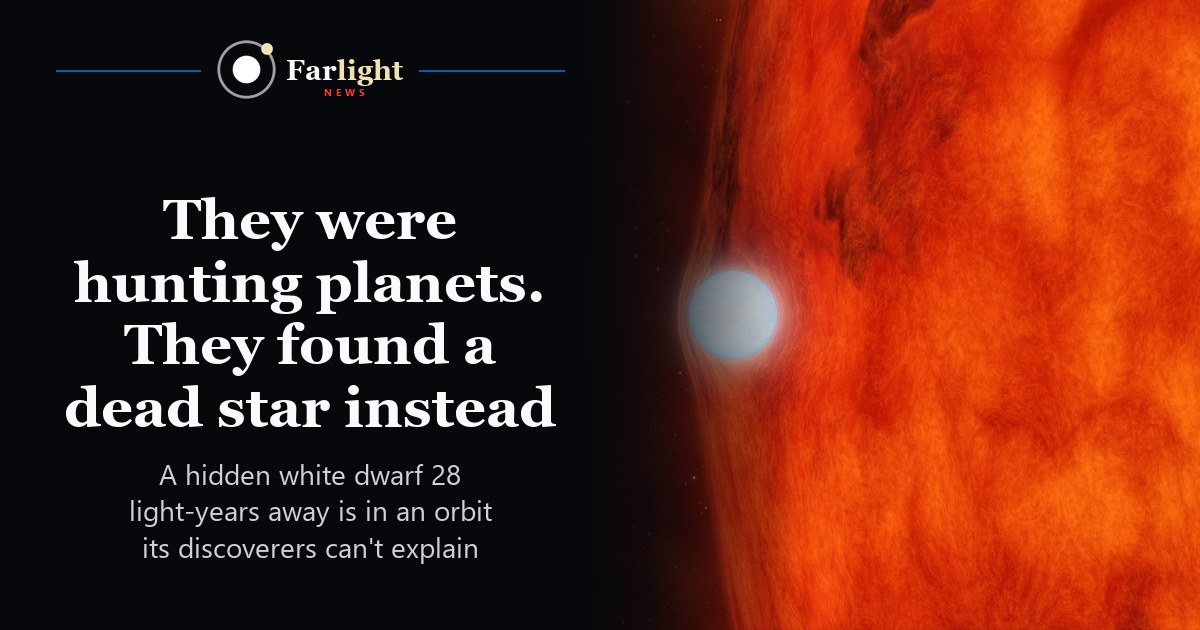 Farlight
NEWS
They were
hunting planets.
They found a
dead star instead
A hidden white dwarf 28
light-years away is in an orbit
its discoverers can't explain